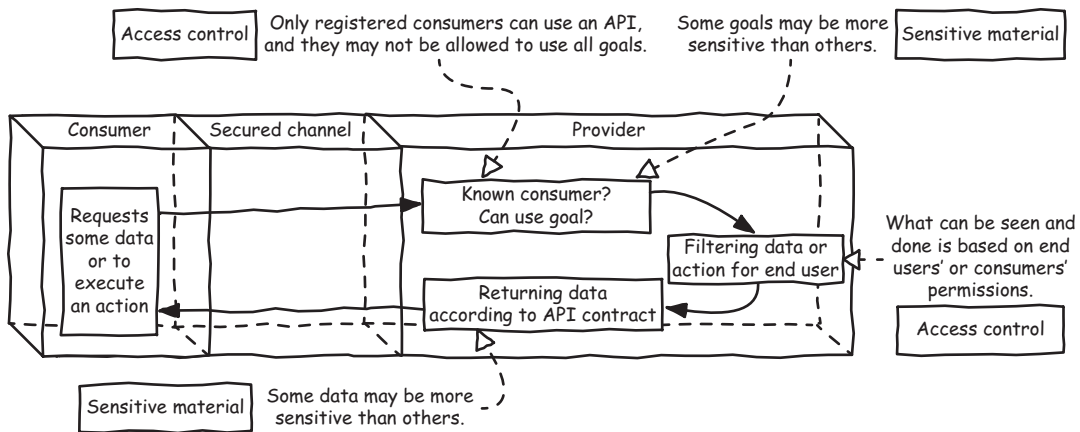 Access control
Only registered consumers can use an API,
and they may not be allowed to use all goals.
Some goals may be more
sensitive than others.
Sensitive material
Consumer
Secured channel
Provider
Requests
some data
or to
execute
an action
Known consumer?
Can use goal?
Filtering data or
action for end user
What can be seen and
done is based on end
users’ or consumers’
permissions.
Access control
Returning data
according to API contract
Sensitive material
Some data may be more
sensitive than others.